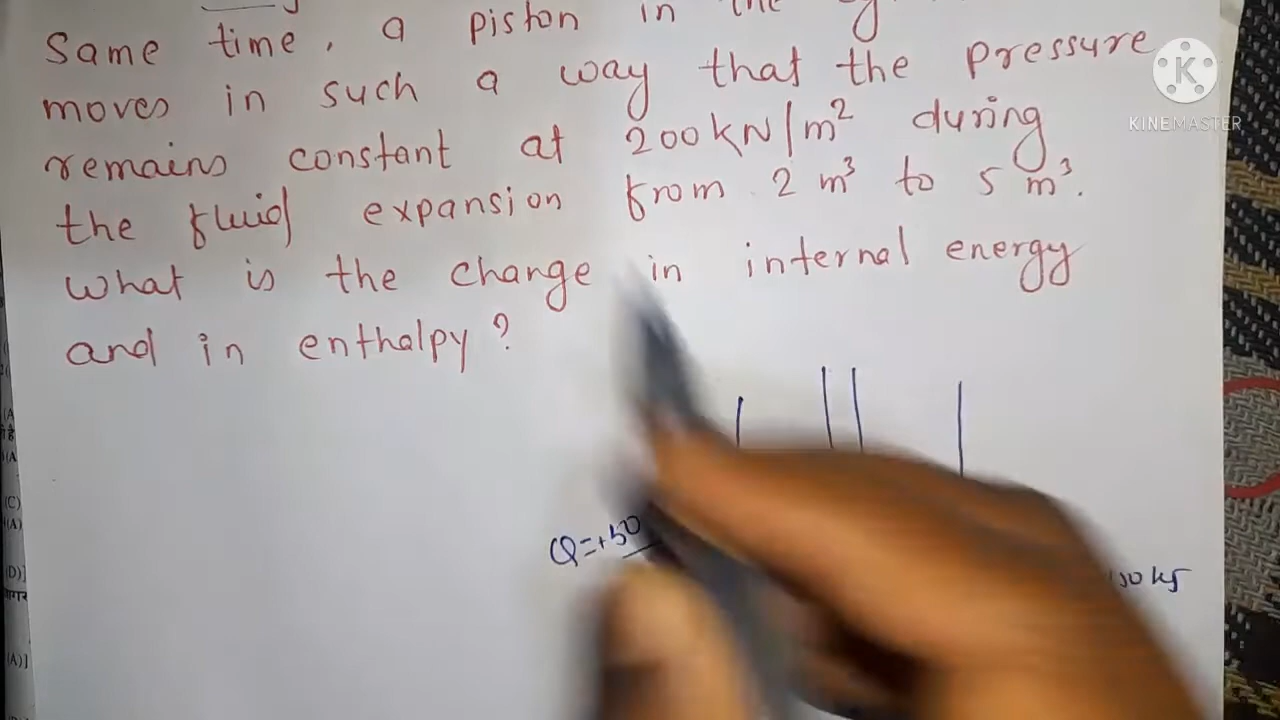 Same time, a piston in the
moves in such a way that the pressure
remains constant at 200 kN/m² during
the fluid expansion from 2 m³ to 5 m³.
what is the change in internal energy
and in enthalpy?
Q=+50
KINEMASTER
K
(A
(A
(C)
(A)
(D)]
(A)]